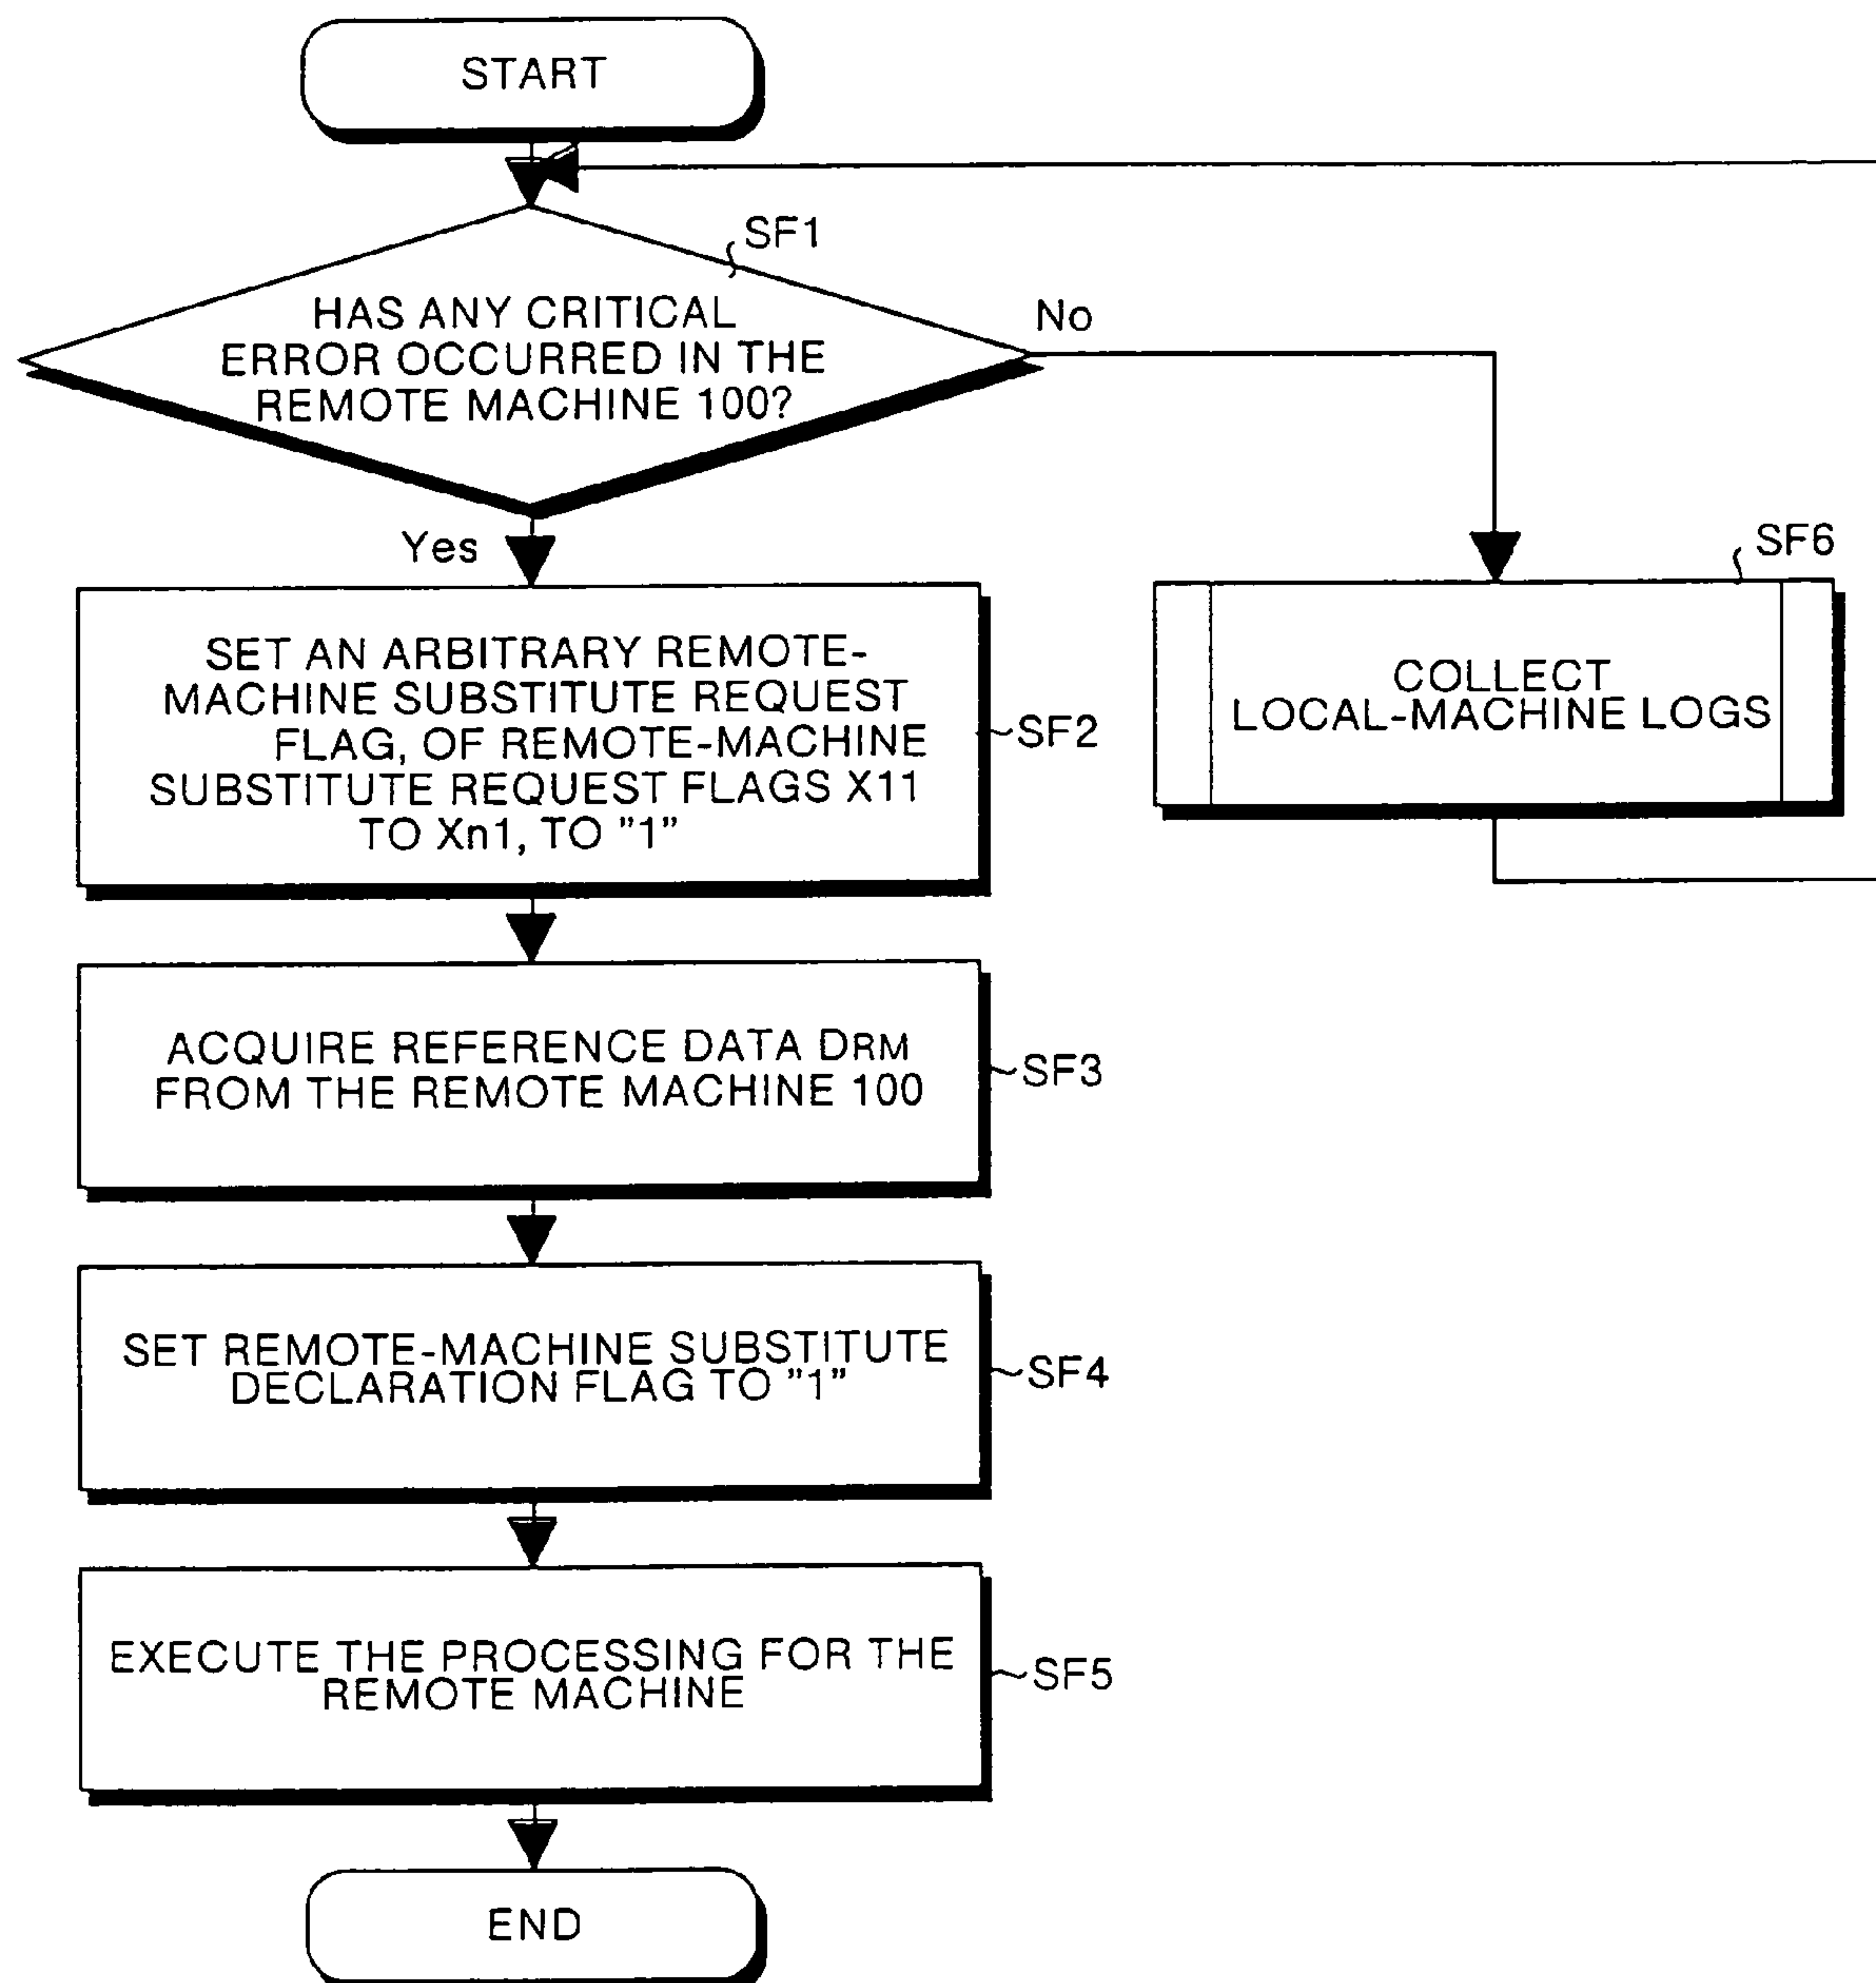 START
SF1
HAS ANY CRITICAL
ERROR OCCURRED IN THE
REMOTE MACHINE 100?
No
Yes
SF6
COLLECT
LOCAL-MACHINE LOGS
SET AN ARBITRARY REMOTE-
MACHINE SUBSTITUTE REQUEST
FLAG, OF REMOTE-MACHINE
SUBSTITUTE REQUEST FLAGS X11
TO Xn1, TO "1"
SF2
ACQUIRE REFERENCE DATA DRM
FROM THE REMOTE MACHINE 100
SF3
SET REMOTE-MACHINE SUBSTITUTE
DECLARATION FLAG TO "1"
SF4
EXECUTE THE PROCESSING FOR THE
REMOTE MACHINE
SF5
END